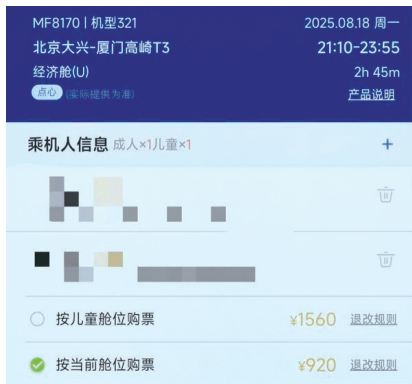 MF8170 | 机型321 2025.08.18 周一
北京大兴-厦门高崎T3 21:10-23:55
经济舱(U) 2h 45m
点心 (实际提供为准) 产品说明
乘机人信息 成人×1儿童×1 +
按儿童舱位购票 ¥1560 退改规则
按当前舱位购票 ¥920 退改规则